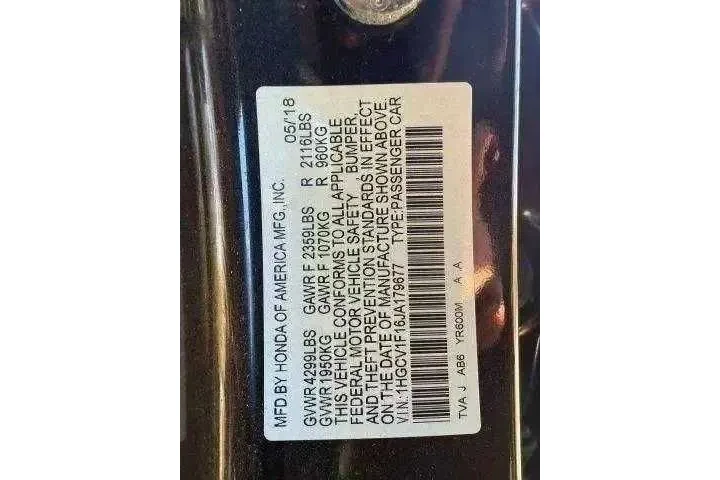 MFD.BY HONDA OF AMERICA MFG.,INC. 05/18
GVWR 4299LBS GAWR F 2359LBS R 2116LBS
GVWR 1950KG GAWR F 1070KG R 960KG
THIS VEHICLE CONFORMS TO ALL APPLICABLE
FEDERAL MOTOR VEHICLE SAFETY , BUMPER,
AND THEFT PREVENTION STANDARDS IN EFFECT
ON THE DATE OF MANUFACTURE SHOWN ABOVE.
V.I.N.:1HGCV1F16JA179677 TYPE:PASSENGER CAR
TVA J AB6 YR600M A A